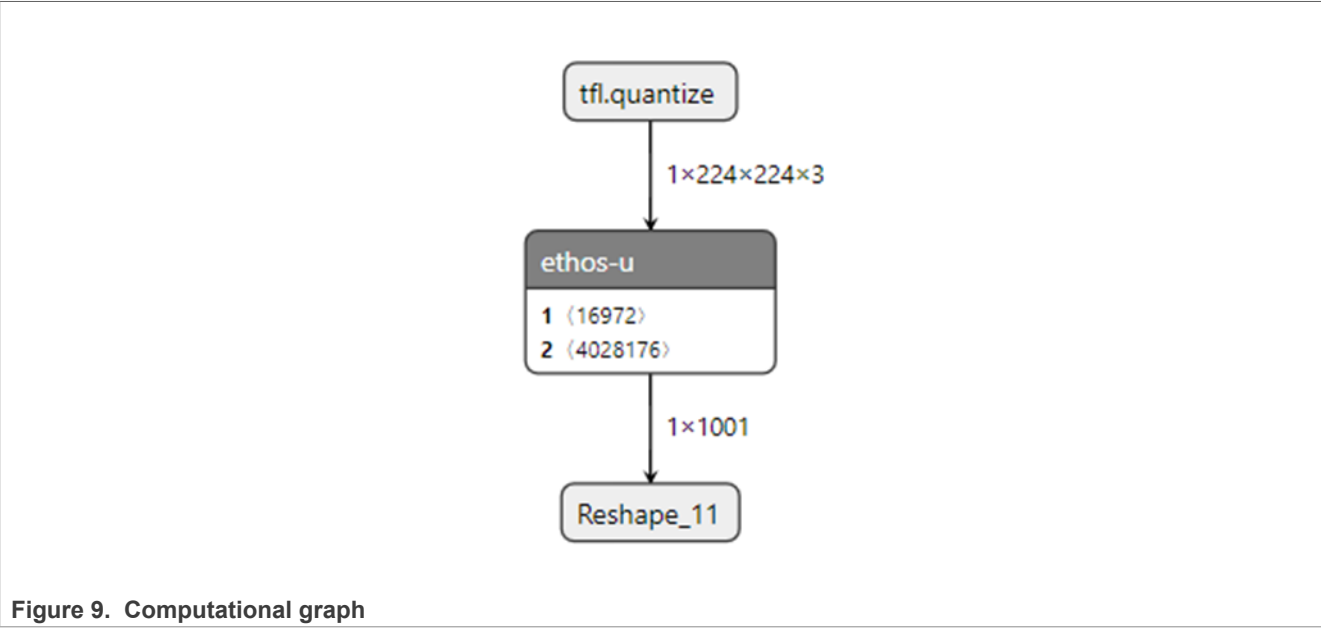 tfl.quantize
1×224×224×3
ethos-u
1 〈16972〉
2 〈4028176〉
1×1001
Reshape_11
Figure 9. Computational graph